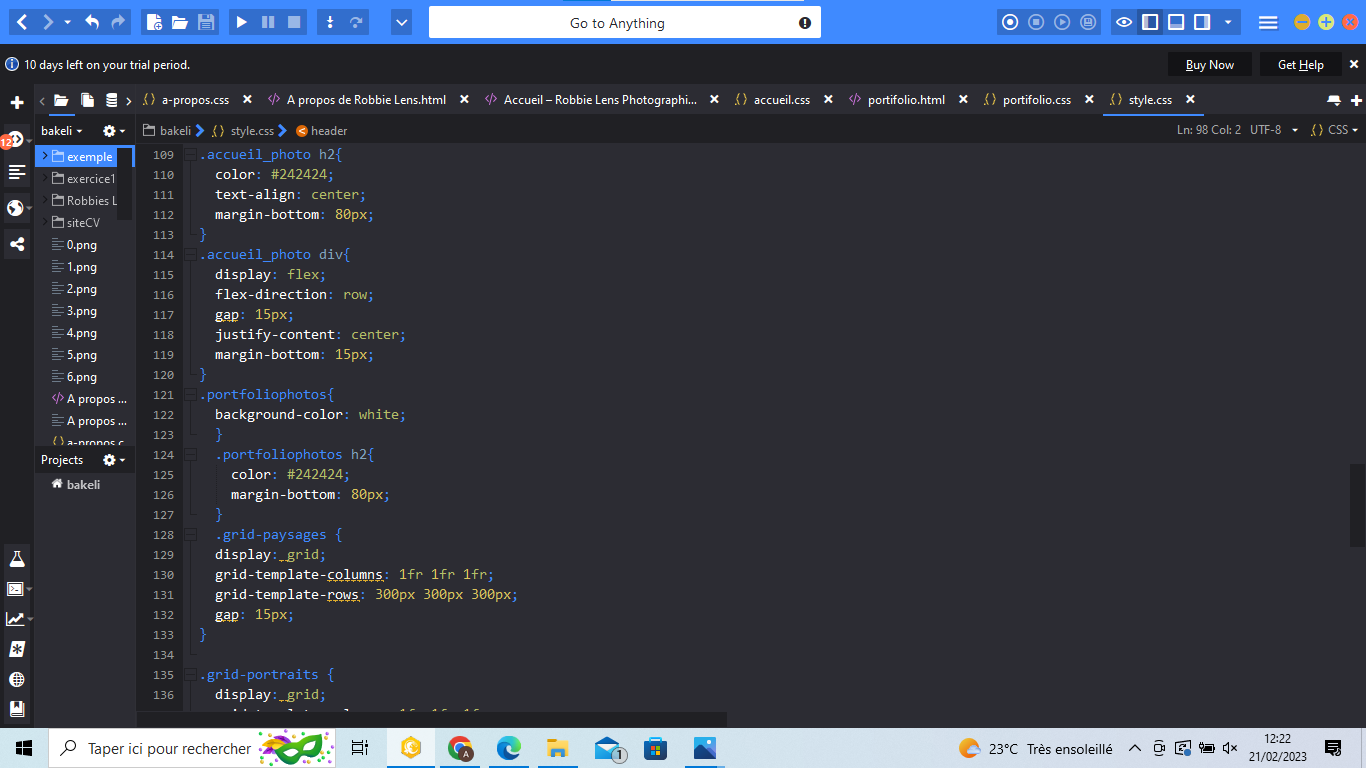 Go to Anything
10 days left on your trial period.
Buy Now
Get Help
a-propos.css
A propos de Robbie Lens.html
Accueil – Robbie Lens Photographi...
accueil.css
portifolio.html
portifolio.css
style.css
bakeli
bakeli
style.css
header
Ln: 98 Col: 2
UTF-8
CSS
12
exemple
exercice1
Robbies L
siteCV
0.png
1.png
2.png
3.png
4.png
5.png
6.png
A propos ...
A propos ...
a-propos.c
Projects
bakeli
109 .accueil_photo h2{
110 color: #242424;
111 text-align: center;
112 margin-bottom: 80px;
113 }
114 .accueil_photo div{
115 display: flex;
116 flex-direction: row;
117 gap: 15px;
118 justify-content: center;
119 margin-bottom: 15px;
120 }
121 .portfoliophotos{
122 background-color: white;
123 }
124 .portfoliophotos h2{
125 color: #242424;
126 margin-bottom: 80px;
127 }
128 .grid-paysages {
129 display: grid;
130 grid-template-columns: 1fr 1fr 1fr;
131 grid-template-rows: 300px 300px 300px;
132 gap: 15px;
133 }
134
135 .grid-portraits {
136 display: grid;
Taper ici pour rechercher
A
1
23°C Très ensoleillé
12:22
21/02/2023